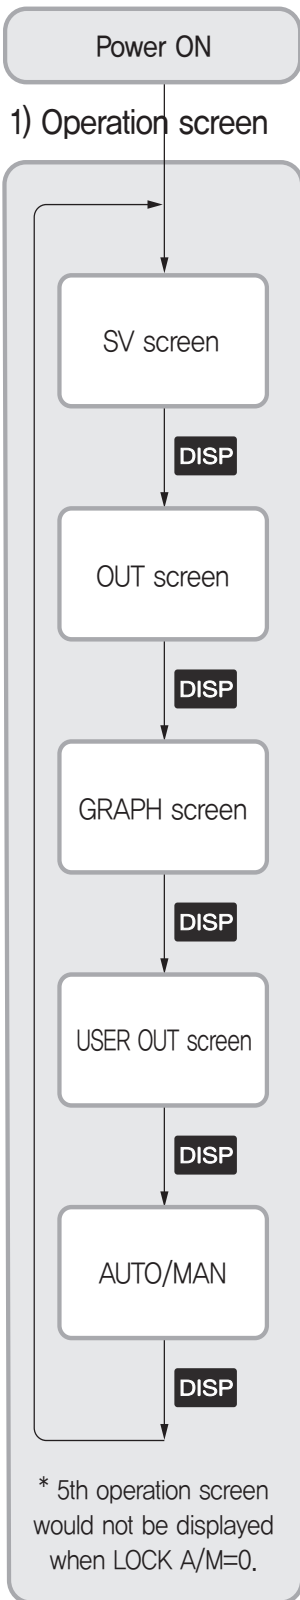 Power ON
1) Operation screen
SV screen
DISP
OUT screen
DISP
GRAPH screen
DISP
USER OUT screen
DISP
AUTO/MAN
DISP
* 5th operation screen
would not be displayed
when LOCK A/M=0.